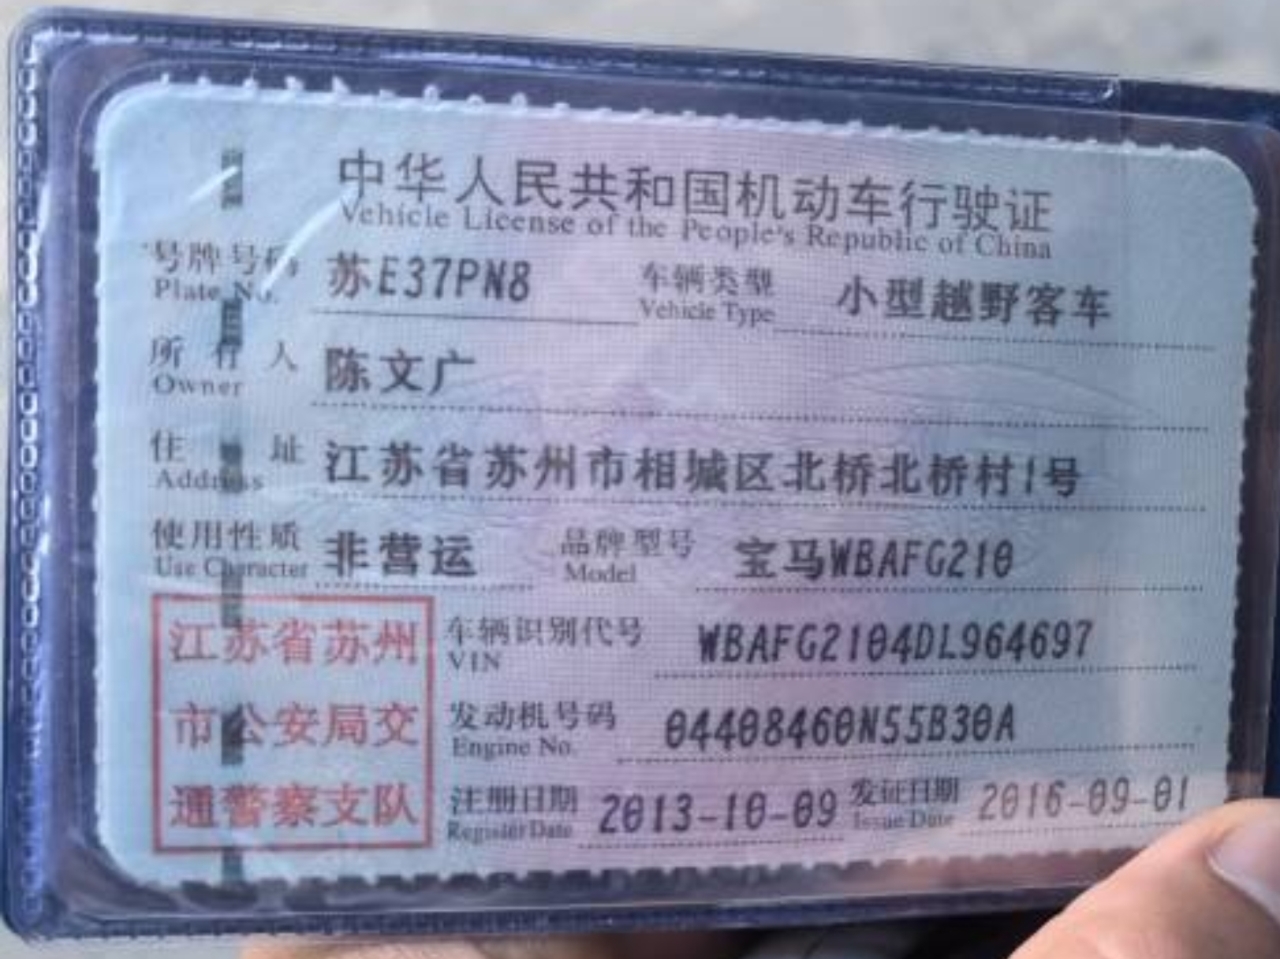 中华人民共和国机动车行驶证
Vehicle License of the People's Republic of China
号牌号码 苏E37PN8 车辆类型 小型越野客车
Plate No. Vehicle Type
所有人 陈文广
Owner
住址 江苏省苏州市相城区北桥北桥村1号
Address
使用性质 非营运 品牌型号 宝马WBAFG210
Use Character Model
江苏省苏州
市公安局交
通警察支队
车辆识别代号 WBAFG2104DL964697
VIN
发动机号码 04408460N55B30A
Engine No.
注册日期 2013-10-09 发证日期 2016-09-01
Register Date Issue Date